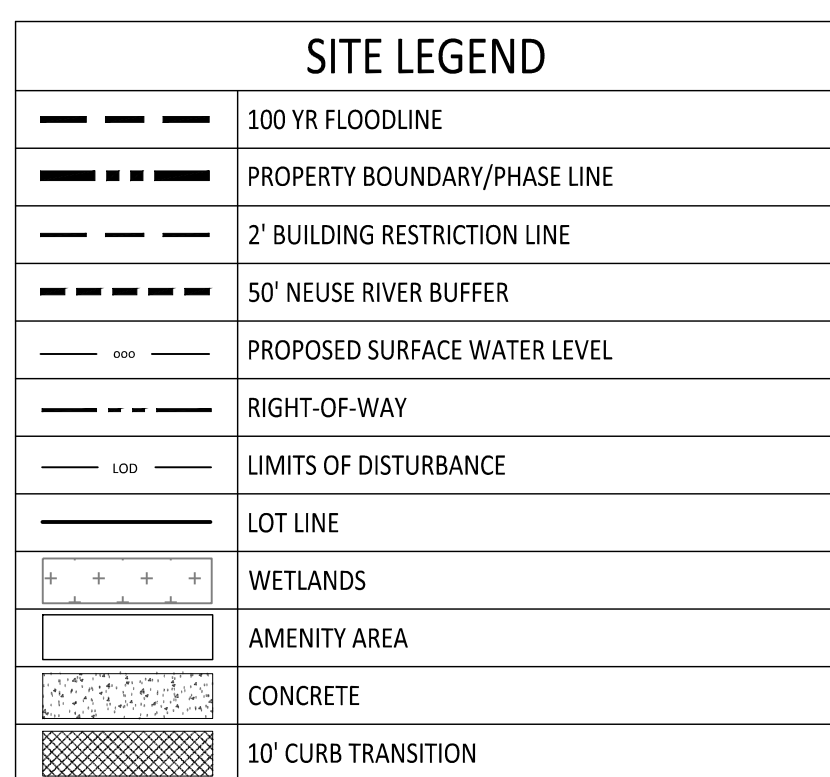 SITE LEGEND
100 YR FLOODLINE
PROPERTY BOUNDARY/PHASE LINE
2' BUILDING RESTRICTION LINE
50' NEUSE RIVER BUFFER
ooo PROPOSED SURFACE WATER LEVEL
RIGHT-OF-WAY
LOD LIMITS OF DISTURBANCE
LOT LINE
WETLANDS
AMENITY AREA
CONCRETE
10' CURB TRANSITION